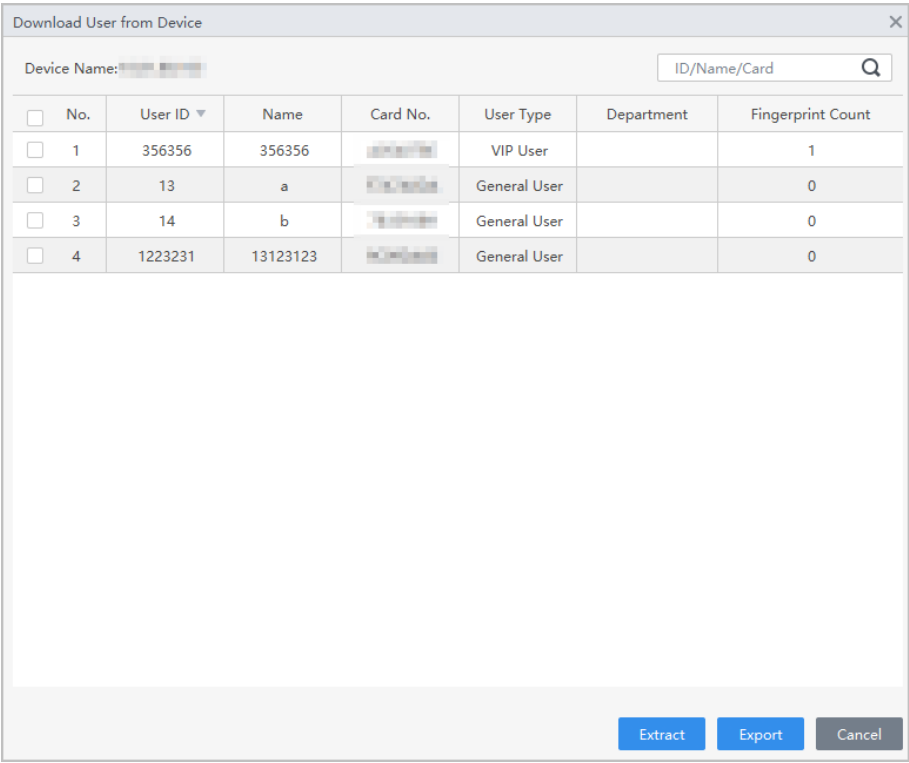 Download User from Device
Device Name:
ID/Name/Card
No. User ID Name Card No. User Type Department Fingerprint Count
1 356356 356356 VIP User 1
2 13 a General User 0
3 14 b General User 0
4 1223231 13123123 General User 0
Extract Export Cancel